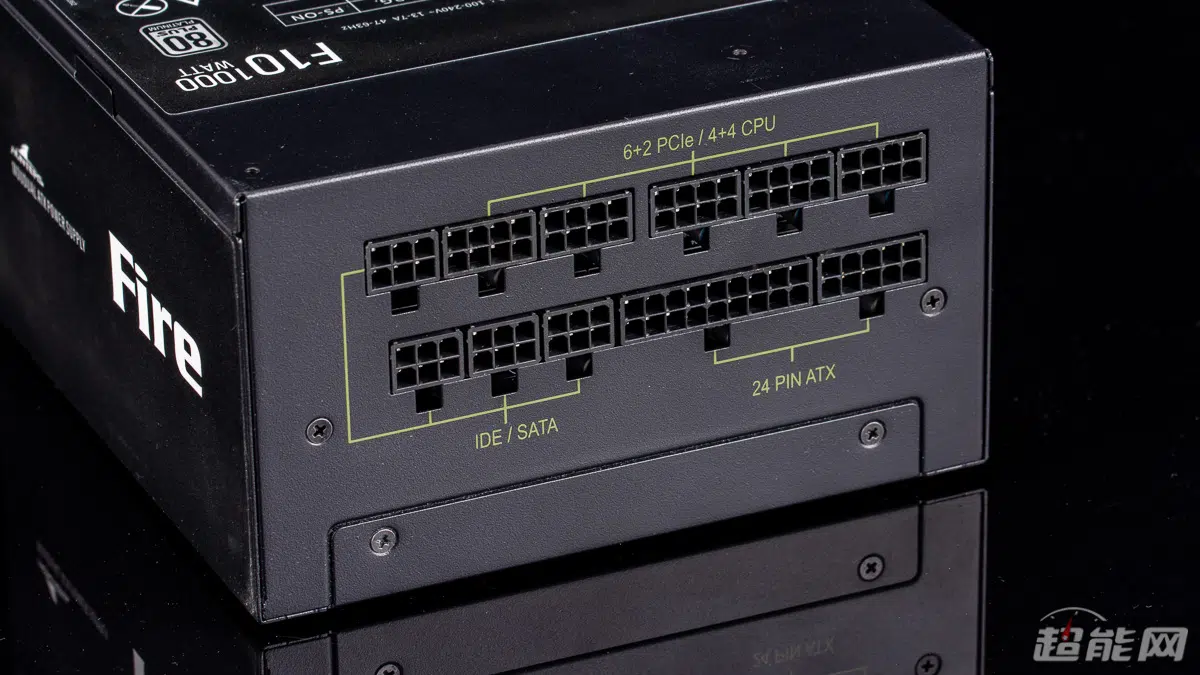 100-240V~ 13-7A 47-63Hz
PS-ON
80
PLUS
PLATINUM
F10 1000
WATT
Fire
6+2 PCIe / 4+4 CPU
24 PIN ATX
IDE / SATA
超能网